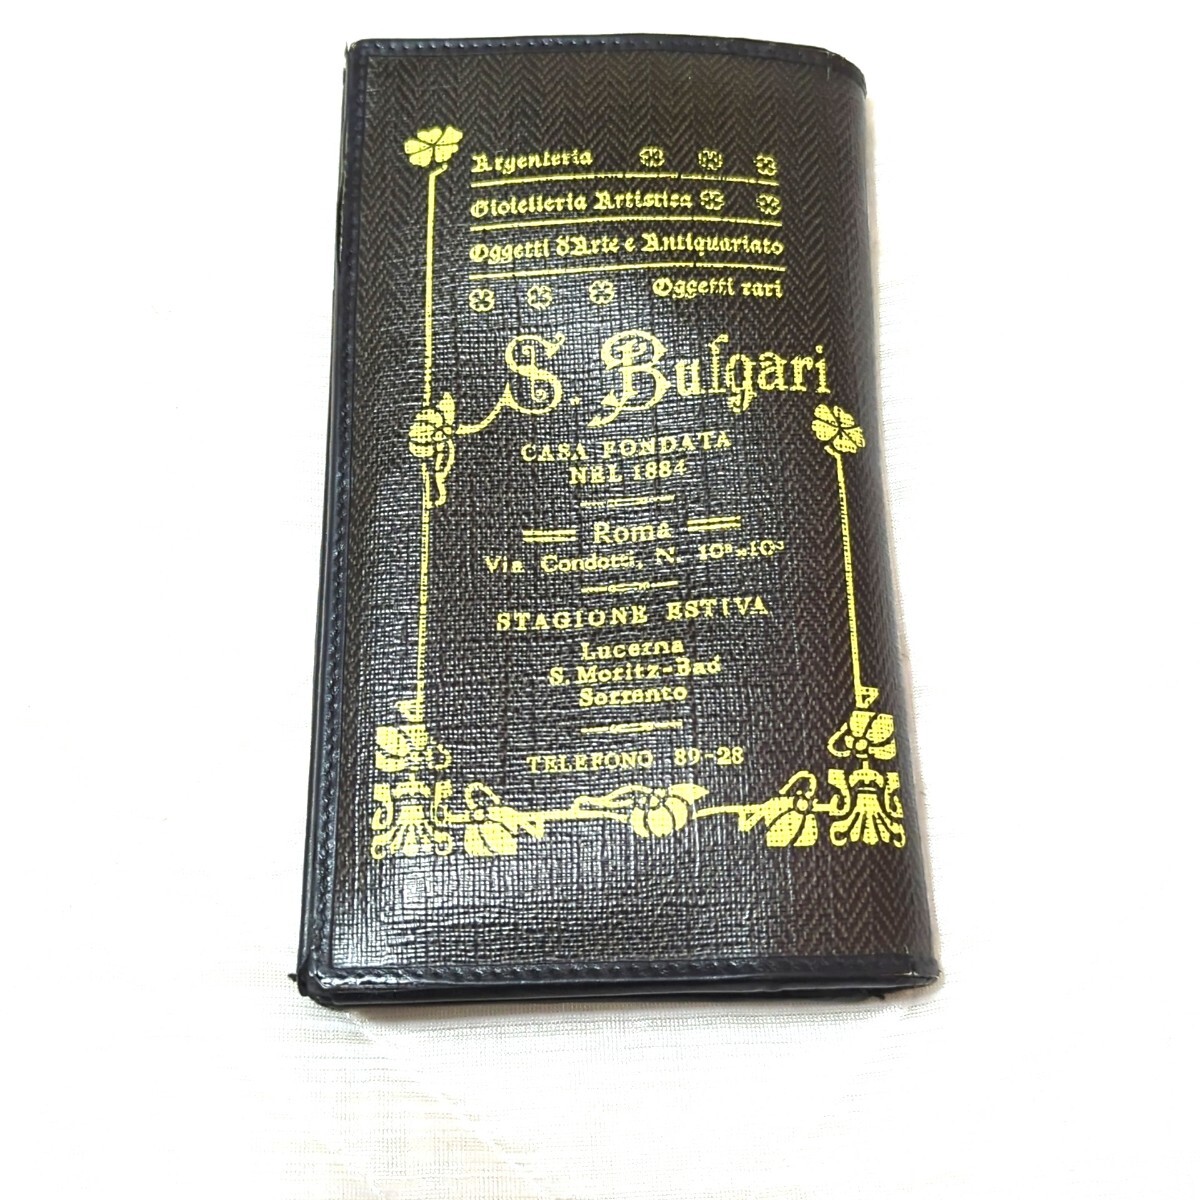 Argenteria
Gioielleria Artistica
Oggetti d'Arte e Antiquariato
Oggetti rari
S. Bulgari
CASA FONDATA
NEL 1884
Roma
Via Condotti, N.
STAGIONE ESTIVA
Lucerna
S. Moritz-Bad
Sorrento
TELEFONO 89-28